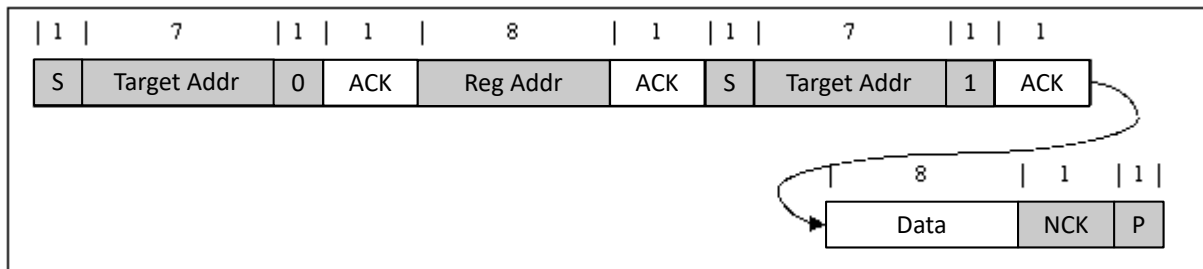 | 1 | 7 | 1 | 1 | 8 | 1 | 1 | 7 | 1 | 1
S Target Addr 0 ACK Reg Addr ACK S Target Addr 1 ACK
| 8 | 1 | 1 |
Data NCK P